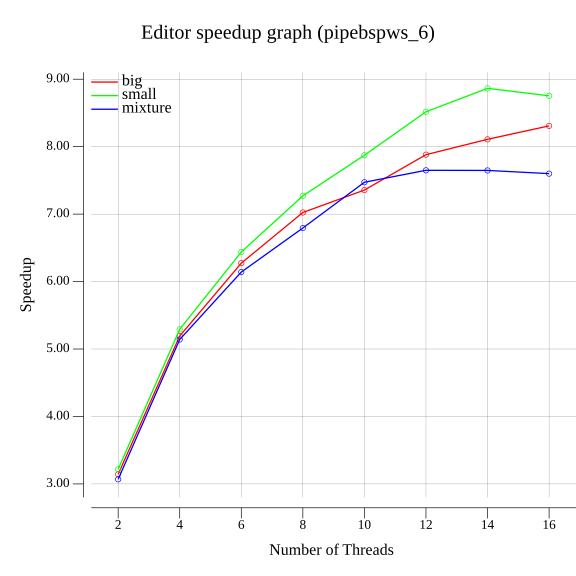 Editor speedup graph (pipebspws_6)
big
small
mixture
9.00
8.00
7.00
6.00
5.00
4.00
3.00
Speedup
2 4 6 8 10 12 14 16
Number of Threads